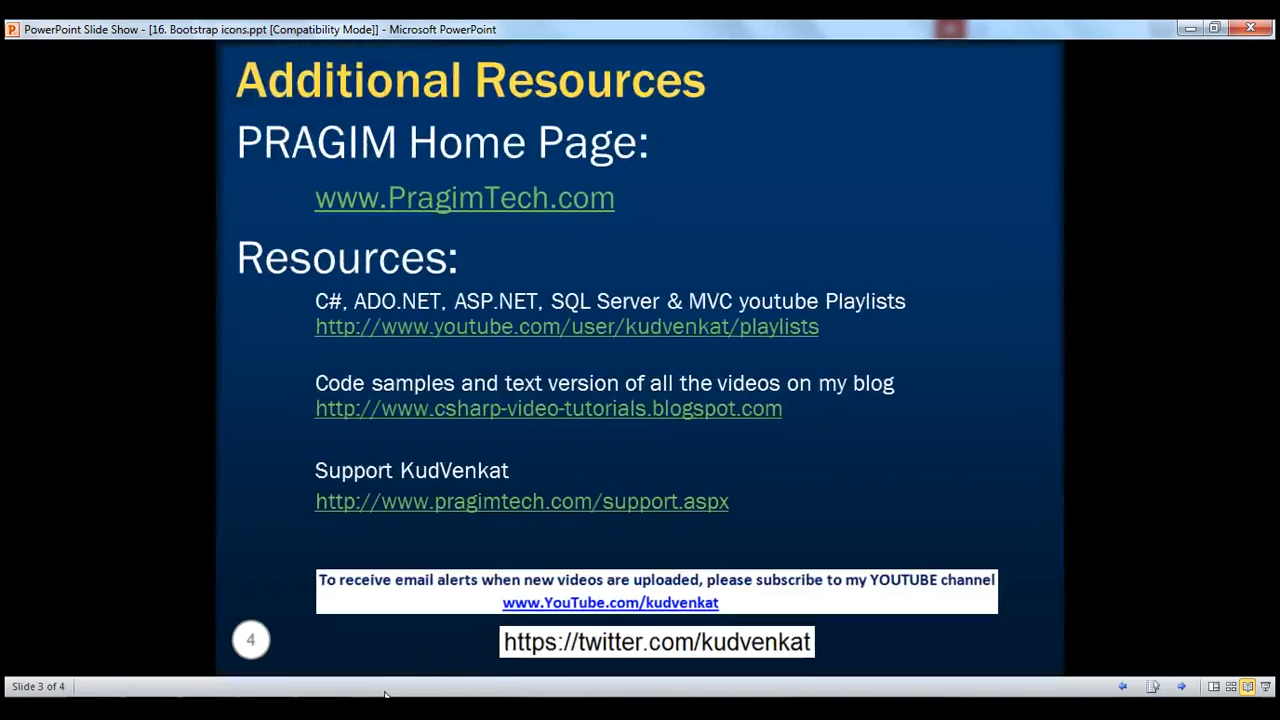 PowerPoint Slide Show - [16. Bootstrap icons.ppt [Compatibility Mode]] - Microsoft PowerPoint
Additional Resources
PRAGIM Home Page:
www.PragimTech.com
Resources:
C#, ADO.NET, ASP.NET, SQL Server & MVC youtube Playlists
http://www.youtube.com/user/kudvenkat/playlists
Code samples and text version of all the videos on my blog
http://www.csharp-video-tutorials.blogspot.com
Support KudVenkat
http://www.pragimtech.com/support.aspx
To receive email alerts when new videos are uploaded, please subscribe to my YOUTUBE channel
www.YouTube.com/kudvenkat
4
https://twitter.com/kudvenkat
Slide 3 of 4